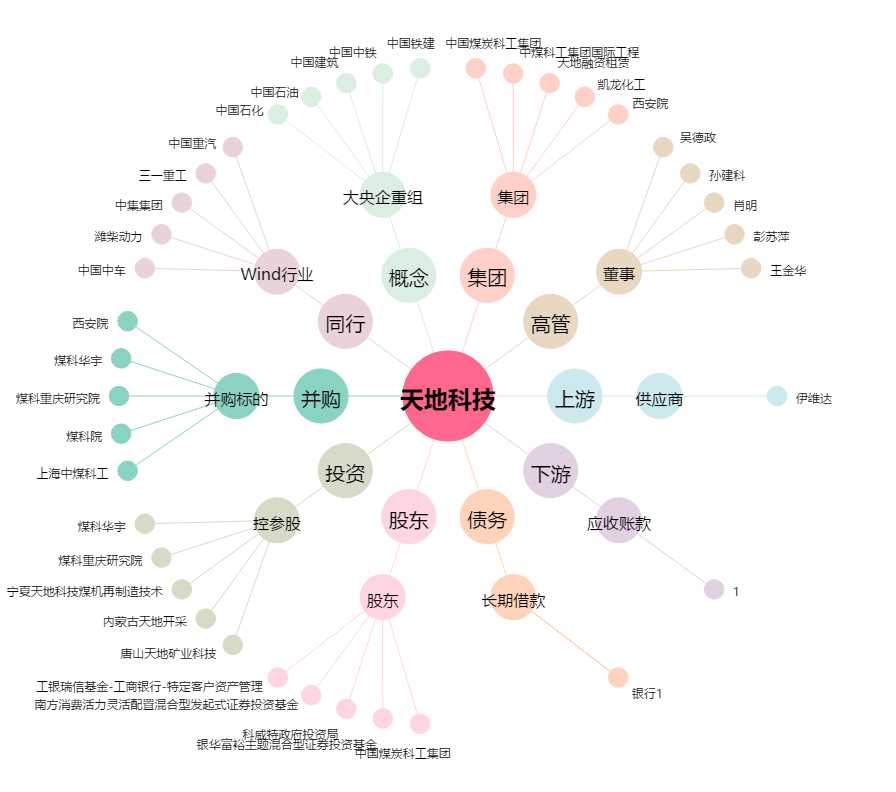 中国铁建
中国煤炭科工集团
中国中铁
中煤科工集团国际工程
中国建筑
天地融资租赁
中国石油
凯龙化工
中国石化
西安院
中国重汽
吴德政
三一重工
孙建科
大央企重组
集团
中集集团
肖明
潍柴动力
彭苏萍
中国中车
Wind行业
概念
集团
董事
王金华
西安院
同行
高管
煤科华宇
煤科重庆研究院
并购标的
并购
天地科技
上游
供应商
伊维达
煤科院
上海中煤科工
投资
下游
煤科华宇
控参股
股东
债务
应收账款
煤科重庆研究院
宁夏天地科技煤机再制造技术
股东
长期借款
1
内蒙古天地开采
唐山天地矿业科技
工银瑞信基金-工商银行-特定客户资产管理
银行1
南方消费活力灵活配置混合型发起式证券投资基金
科威特政府投资局
银华富裕主题混合型证券投资基金
中国煤炭科工集团